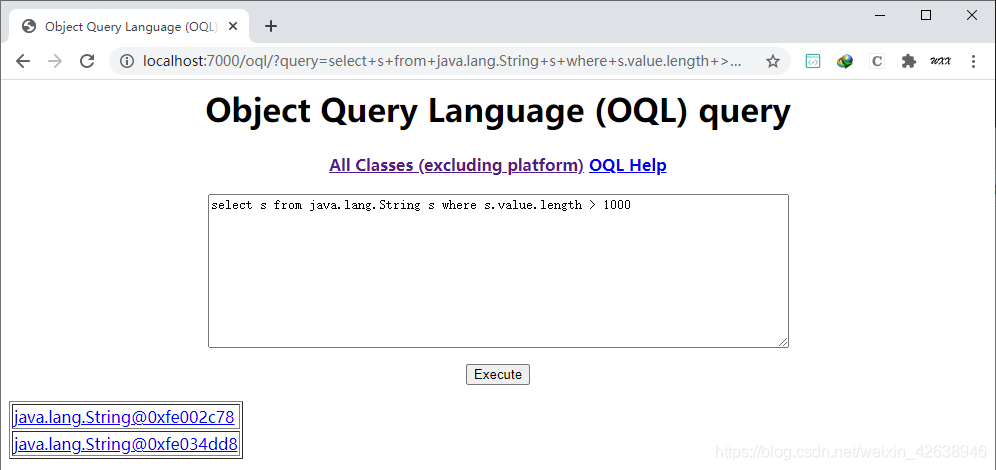 Object Query Language (OQL)
localhost:7000/oql/?query=select+s+from+java.lang.String+s+where+s.value.length+>...
Object Query Language (OQL) query
All Classes (excluding platform) OQL Help
select s from java.lang.String s where s.value.length > 1000
Execute
java.lang.String@0xfe002c78
java.lang.String@0xfe034dd8
https://blog.csdn.net/weixin_42638946